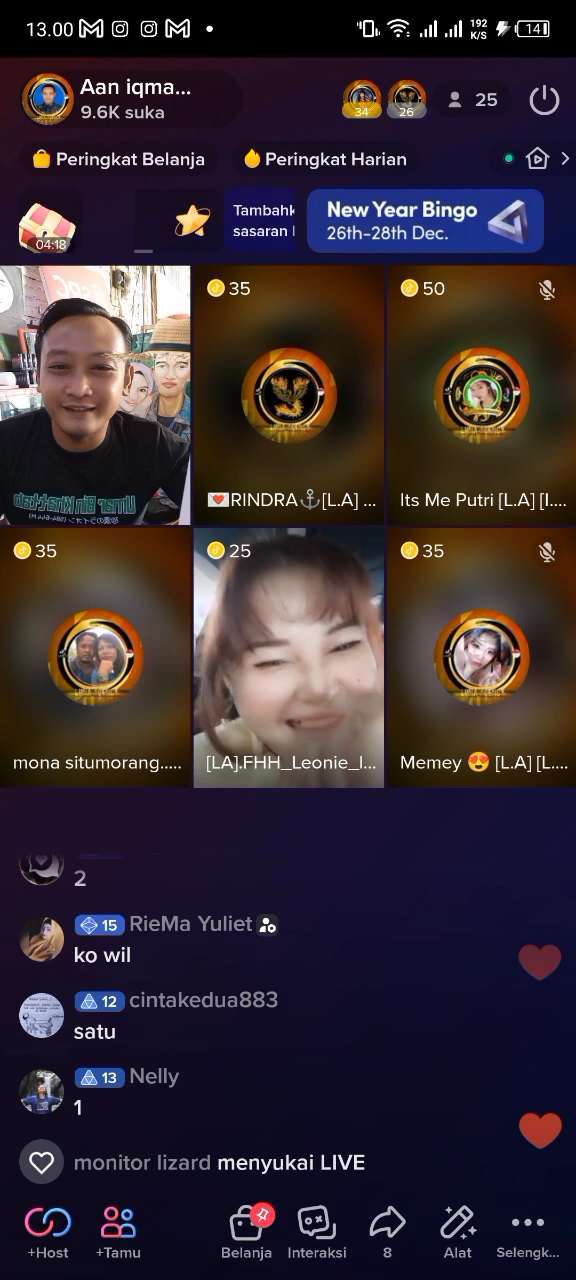 13.00
192
K/S
14
Aan iqma...
9.6K suka
34
26
25
Peringkat Belanja
Peringkat Harian
04:18
Tambahk
sasaran
New Year Bingo
26th-28th Dec.
35
50
RINDRA⚓[L.A] ...
Its Me Putri [L.A] [I....
35
25
35
mona situmorang.....
[LA].FHH_Leonie_l...
Memey 😍 [L.A] [L....
2
15 RieMa Yuliet
ko wil
12 cintakedua883
satu
13 Nelly
1
monitor lizard menyukai LIVE
+Host
+Tamu
Belanja
Interaksi
8
Alat
Selengk...